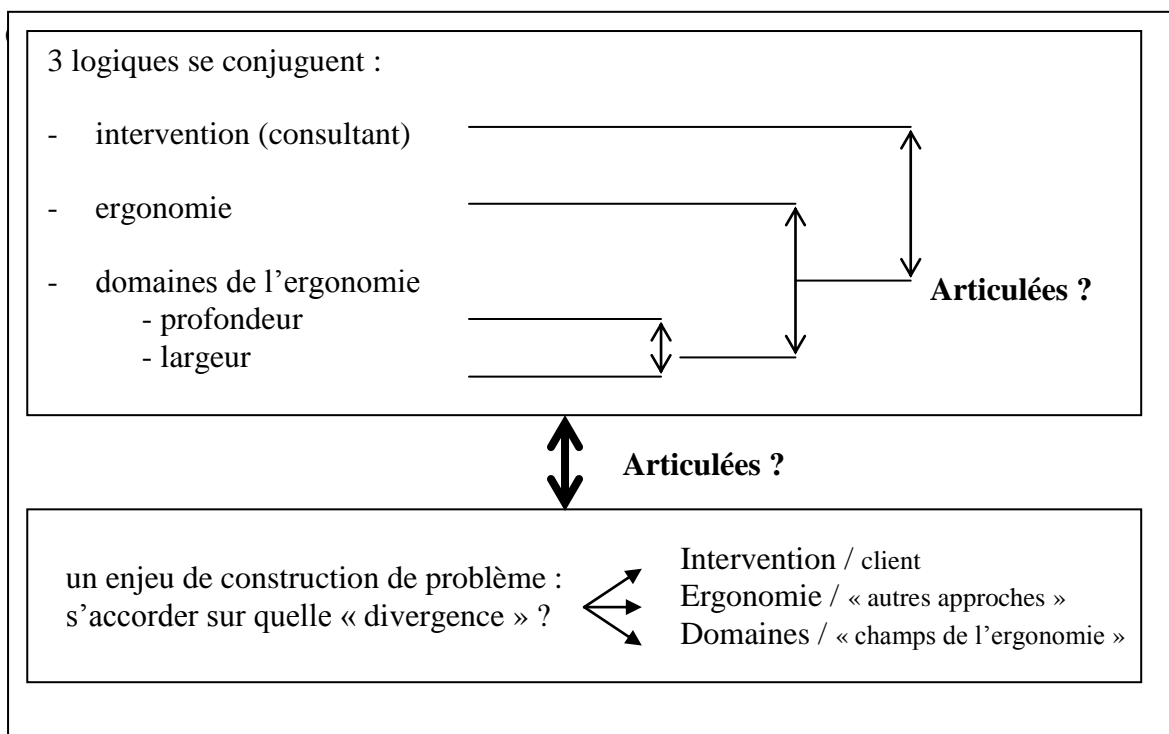 3 logiques se conjuguent :
- intervention (consultant)
- ergonomie
- domaines de l’ergonomie
- profondeur
- largeur
Articulées ?
Articulées ?
un enjeu de construction de problème :
s’accorder sur quelle « divergence » ?
Intervention / client
Ergonomie / « autres approches »
Domaines / « champs de l’ergonomie »